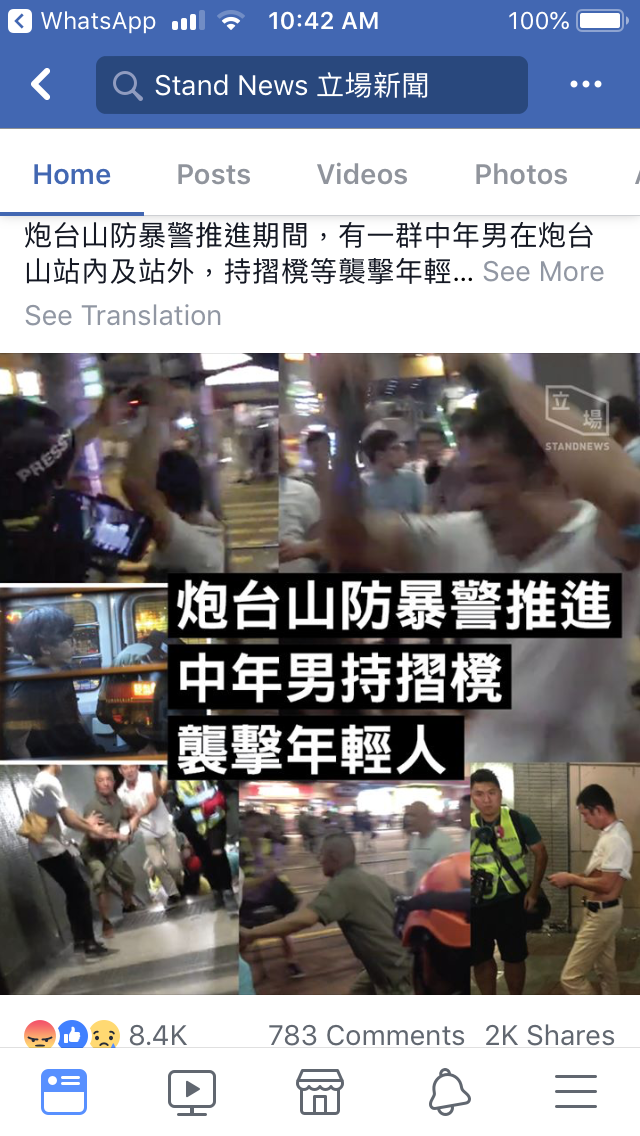 WhatsApp 10:42 AM 100%
Stand News 立場新聞
Home Posts Videos Photos
炮台山防暴警推進期間，有一群中年男在炮台
山站內及站外，持摺櫈等襲擊年輕... See More
See Translation
PRESS
立場
STANDNEWS
炮台山防暴警推進
中年男持摺櫈
襲擊年輕人
8.4K 783 Comments 2K Shares